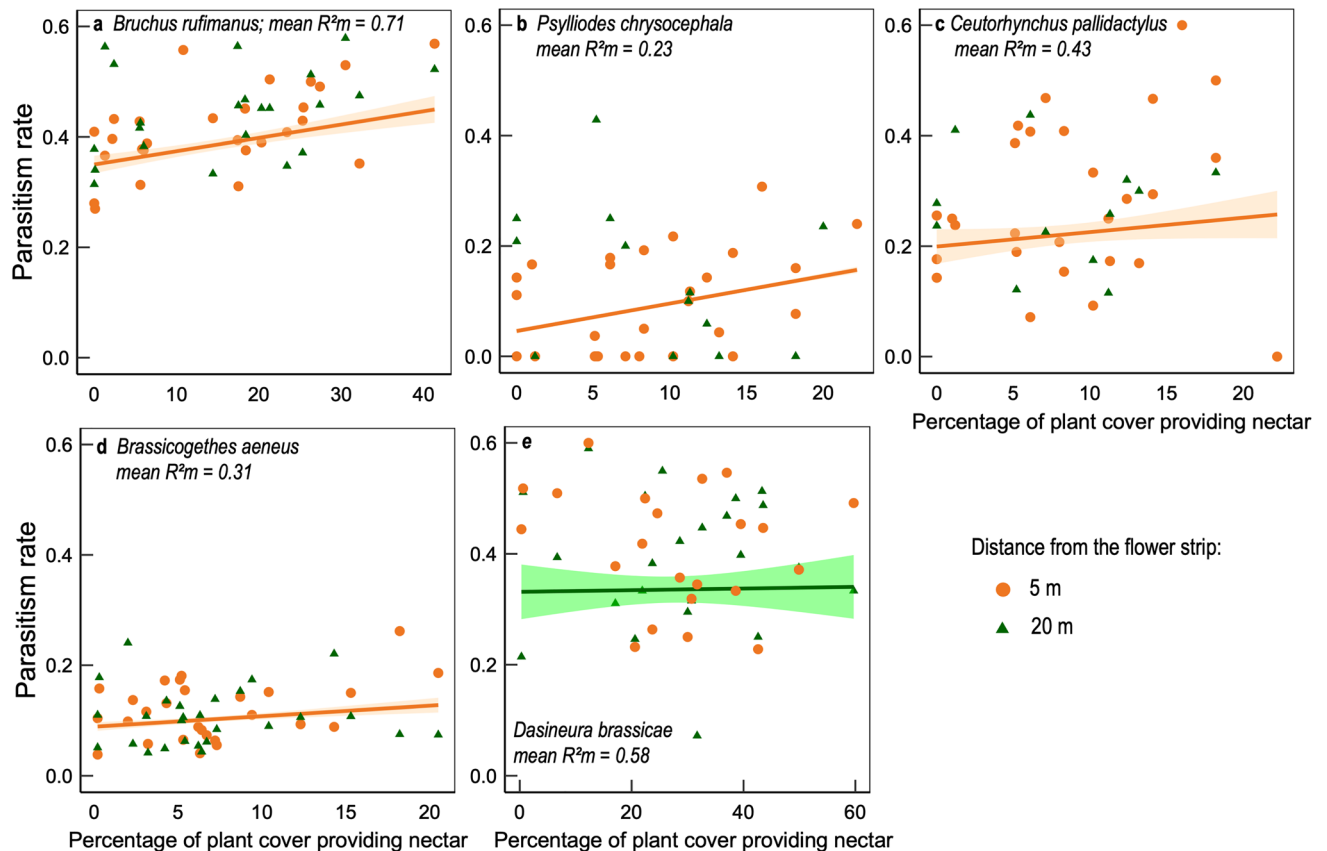 a Bruchus rufimanus; mean R²m = 0.71
Parasitism rate
0.6
0.4
0.2
0.0
0 10 20 30 40
b Psylliodes chrysocephala
mean R²m = 0.23
0.6
0.4
0.2
0.0
0 5 10 15 20
c Ceutorhynchus pallidactylus
mean R²m = 0.43
0.6
0.4
0.2
0.0
0 5 10 15 20
Percentage of plant cover providing nectar
d Brassicogethes aeneus
mean R²m = 0.31
Parasitism rate
0.6
0.4
0.2
0.0
0 5 10 15 20
Percentage of plant cover providing nectar
e
0.6
0.4
0.2
0.0
Dasineura brassicae
mean R²m = 0.58
0 20 40 60
Percentage of plant cover providing nectar
Distance from the flower strip:
5 m
20 m